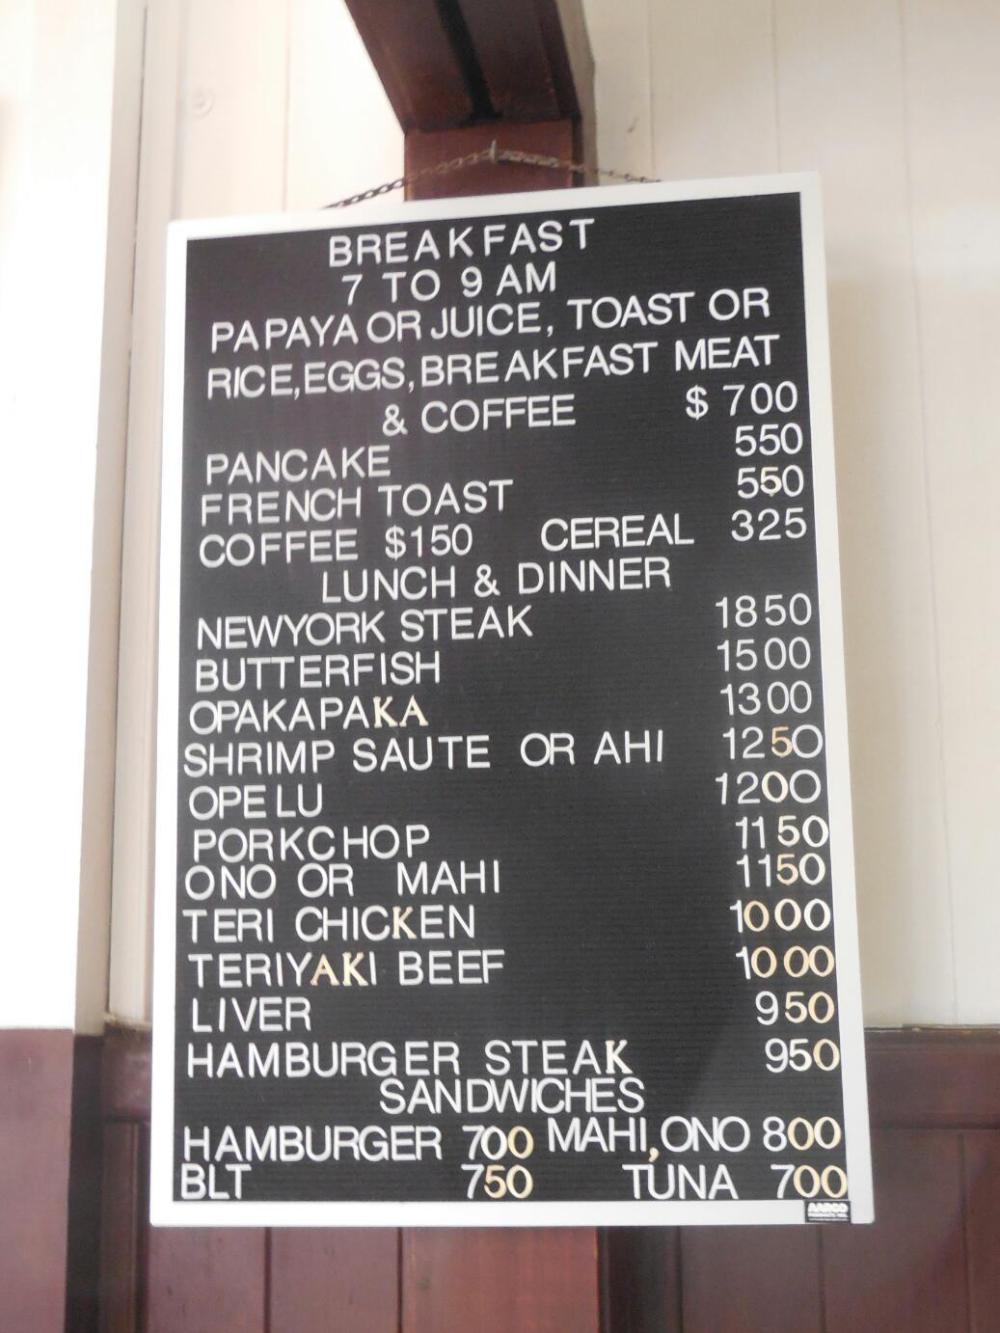 BREAKFAST
7 TO 9 AM
PAPAYA OR JUICE, TOAST OR
RICE, EGGS, BREAKFAST MEAT
& COFFEE $ 700
PANCAKE 550
FRENCH TOAST 550
COFFEE $150 CEREAL 325
LUNCH & DINNER
NEWYORK STEAK 1850
BUTTERFISH 1500
OPAKAPAKA 1300
SHRIMP SAUTE OR AHI 1250
OPELU 1200
PORKCHOP 1150
ONO OR MAHI 1150
TERI CHICKEN 1000
TERIYAKI BEEF 1000
LIVER 950
HAMBURGER STEAK 950
SANDWICHES
HAMBURGER 700 MAHI, ONO 800
BLT 750 TUNA 700
AARCO